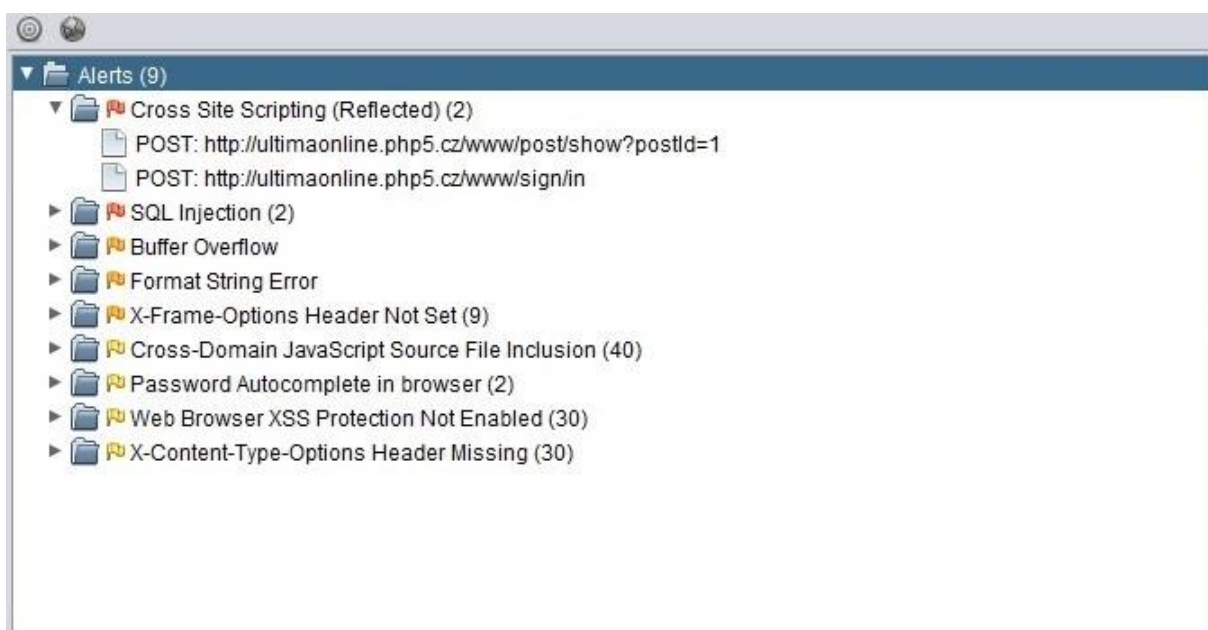 Alerts (9)
Cross Site Scripting (Reflected) (2)
POST: http://ultimaonline.php5.cz/www/post/show?postId=1
POST: http://ultimaonline.php5.cz/www/sign/in
SQL Injection (2)
Buffer Overflow
Format String Error
X-Frame-Options Header Not Set (9)
Cross-Domain JavaScript Source File Inclusion (40)
Password Autocomplete in browser (2)
Web Browser XSS Protection Not Enabled (30)
X-Content-Type-Options Header Missing (30)